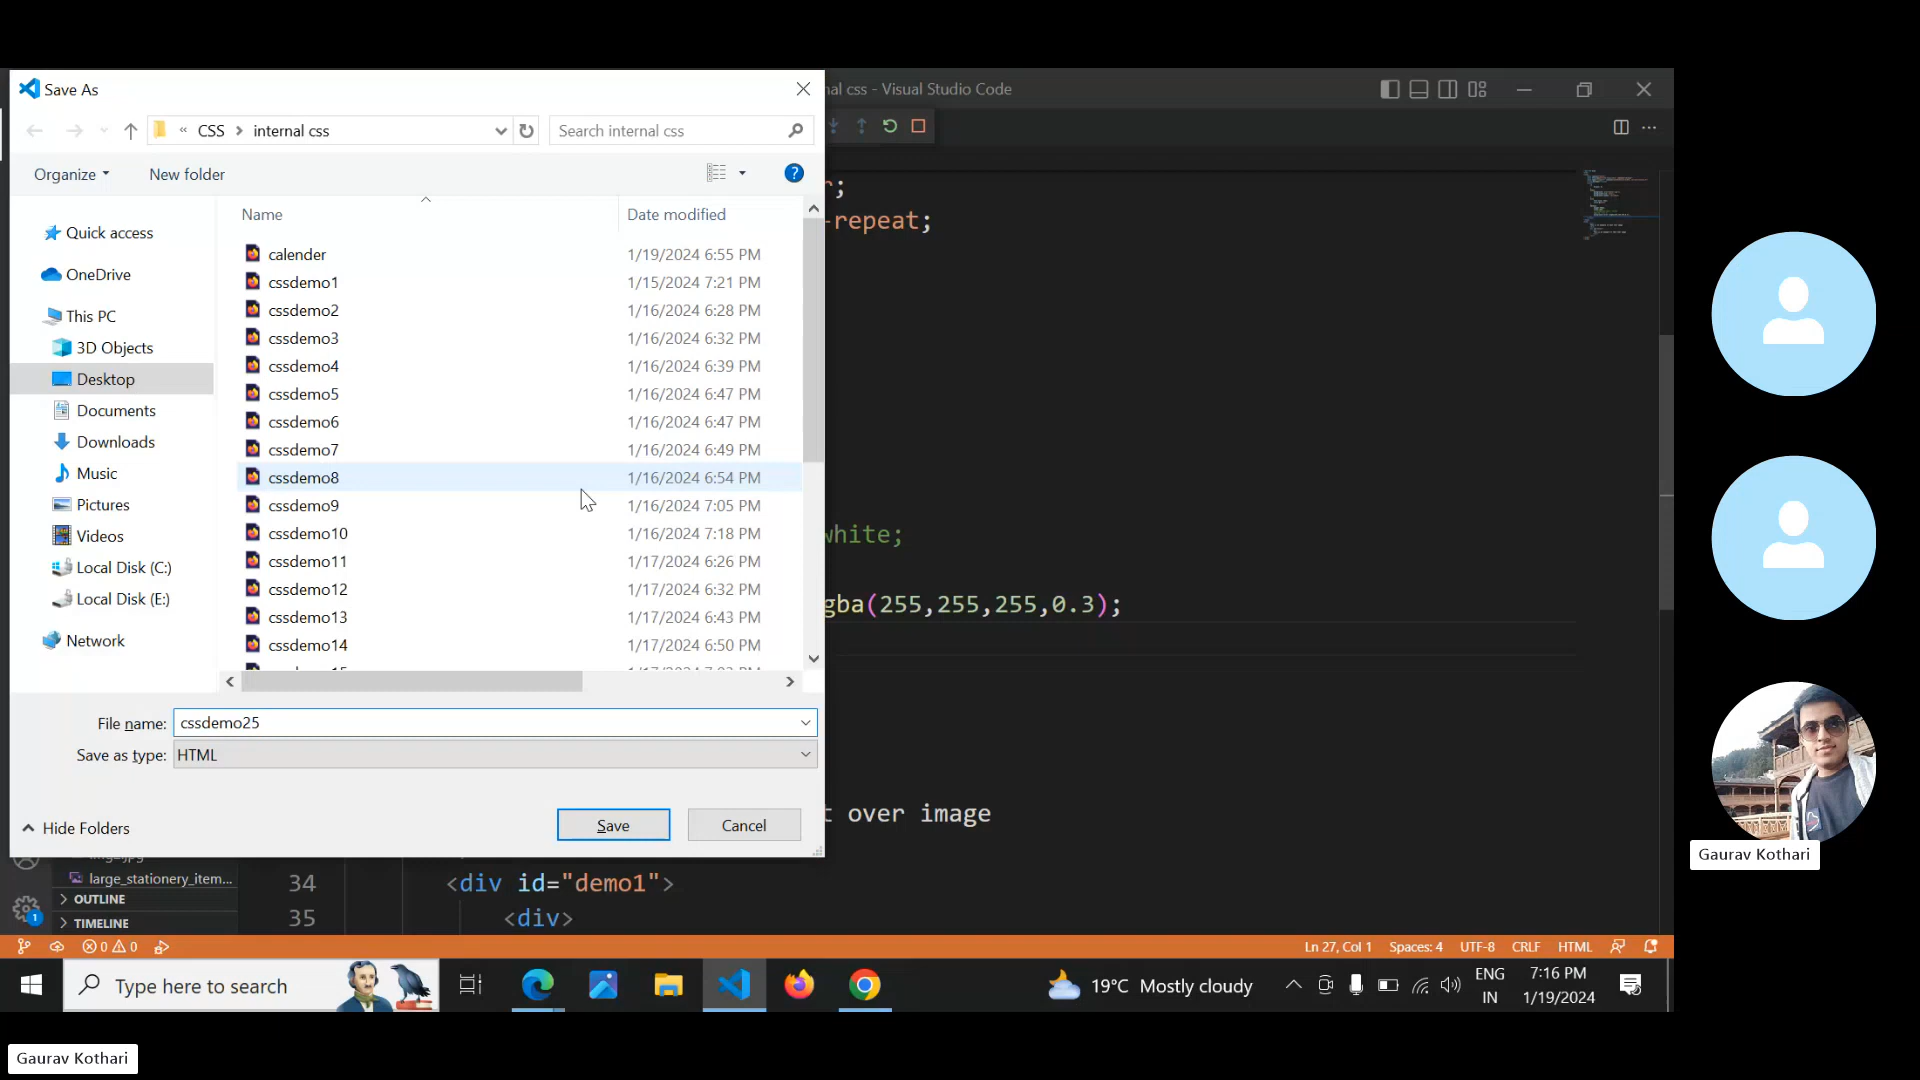 Save As
nal css - Visual Studio Code
« CSS > internal css
Search internal css
Organize
New folder
Name
Date modified
Quick access
OneDrive
This PC
3D Objects
Desktop
Documents
Downloads
Music
Pictures
Videos
Local Disk (C:)
Local Disk (E:)
Network
calender 1/19/2024 6:55 PM
cssdemo1 1/15/2024 7:21 PM
cssdemo2 1/16/2024 6:28 PM
cssdemo3 1/16/2024 6:32 PM
cssdemo4 1/16/2024 6:39 PM
cssdemo5 1/16/2024 6:47 PM
cssdemo6 1/16/2024 6:47 PM
cssdemo7 1/16/2024 6:49 PM
cssdemo8 1/16/2024 6:54 PM
cssdemo9 1/16/2024 7:05 PM
cssdemo10 1/16/2024 7:18 PM
cssdemo11 1/17/2024 6:26 PM
cssdemo12 1/17/2024 6:32 PM
cssdemo13 1/17/2024 6:43 PM
cssdemo14 1/17/2024 6:50 PM
File name: cssdemo25
Save as type: HTML
Hide Folders
Save
Cancel
r;
-repeat;
white;
gba(255,255,255,0.3);
t over image
large_stationery_item...
OUTLINE
TIMELINE
34 <div id="demo1">
35 <div>
0 0
Ln 27, Col 1 Spaces: 4 UTF-8 CRLF HTML
Type here to search
19°C Mostly cloudy
ENG
IN
7:16 PM
1/19/2024
Gaurav Kothari
Gaurav Kothari